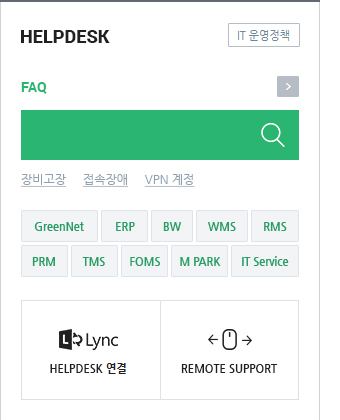 HELPDESK IT 운영정책
FAQ
장비고장 접속장애 VPN 계정
GreenNet ERP BW WMS RMS
PRM TMS FOMS M PARK IT Service
Lync
HELPDESK 연결 REMOTE SUPPORT